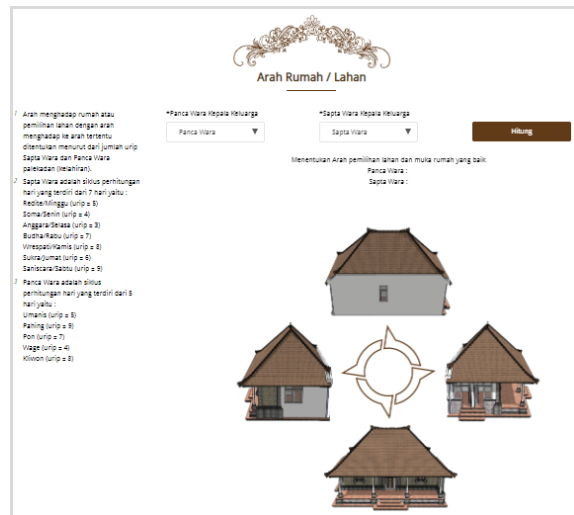 Arah Rumah / Lahan
1 Arah menghadap rumah atau
pemilihan lahan dengan arah
menghadap ke arah tertentu
ditentukan menurut dari jumlah urip
Sapta Wara dan Panca Wara
palekadan (kelahiran).
2 Sapta Wara adalah siklus perhitungan
hari yang terdiri dari 7 hari yaitu :
Redite/Minggu (urip = 5)
Soma/Senin (urip = 4)
Anggara/Selasa (urip = 3)
Budha/Rabu (urip = 7)
Wrespati/Kamis (urip = 8)
Sukra/Jumat (urip = 6)
Saniscara/Sabtu (urip = 9)
3 Panca Wara adalah siklus
perhitungan hari yang terdiri dari 5
hari yaitu :
Umanis (urip = 5)
Pahing (urip = 9)
Pon (urip = 7)
Wage (urip = 4)
Kliwon (urip = 8)
*Panca Wara Kepala Keluarga
Panca Wara
*Sapta Wara Kepala Keluarga
Sapta Wara
Hitung
Menentukan Arah pemilihan lahan dan muka rumah yang baik
Panca Wara :
Sapta Wara :